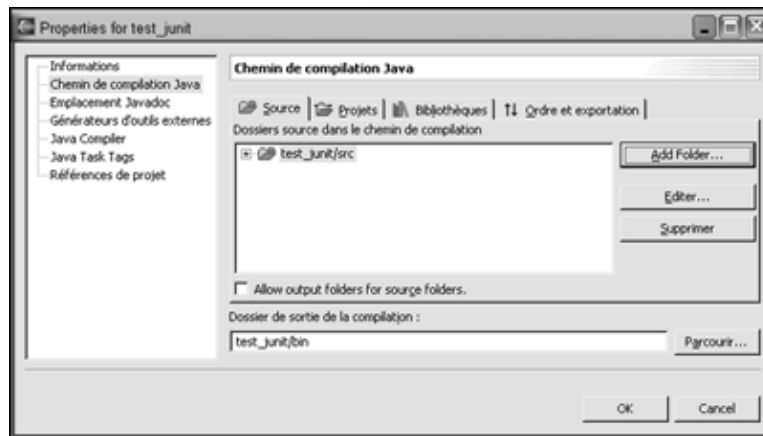 Properties for test_junit
Informations
Chemin de compilation Java
Emplacement Javadoc
Générateurs d'outils externes
Java Compiler
Java Task Tags
Références de projet
Chemin de compilation Java
Source
Projets
Bibliothèques
Ordre et exportation
Dossiers source dans le chemin de compilation
test_junit/src
Add Folder...
Editer...
Supprimer
Allow output folders for source folders.
Dossier de sortie de la compilation :
test_junit/bin
Parcourir...
OK
Cancel